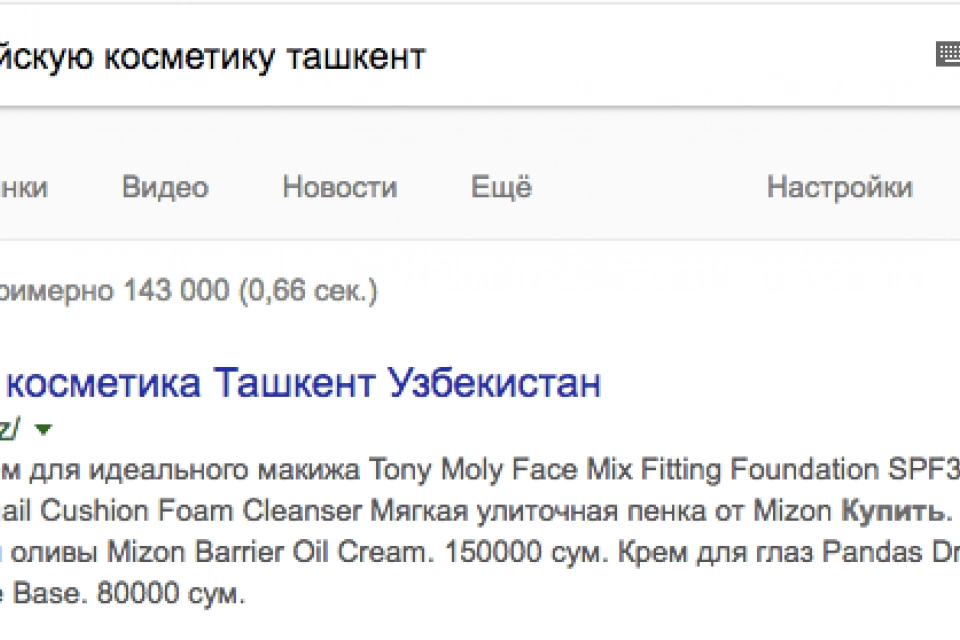 йскую косметику ташкент
нки Видео Новости Ещё Настройки
римерно 143 000 (0,66 сек.)
косметика Ташкент Узбекистан
z/
м для идеального макижа Tony Moly Face Mix Fitting Foundation SPF3
ail Cushion Foam Cleanser Мягкая улиточная пенка от Mizon Купить.
оливы Mizon Barrier Oil Cream. 150000 сум. Крем для глаз Pandas Dr
e Base. 80000 сум.